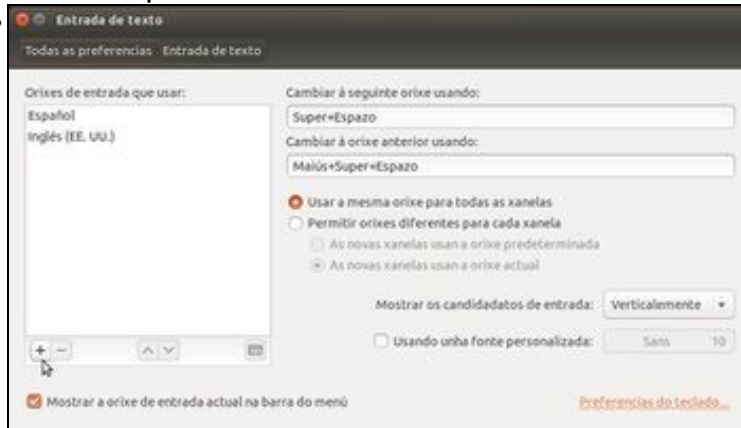 Entrada de texto
Todas as preferencias Entrada de texto
Orixes de entrada que usar:
Español
Inglés (EE. UU.)
Cambiar á seguinte orixe usando:
Super+Espazo
Cambiar á orixe anterior usando:
Maiús+Super+Espazo
Usar a mesma orixe para todas as xanelas
Permitir orixes diferentes para cada xanela
As novas xanelas usan a orixe predeterminada
As novas xanelas usan a orixe actual
Mostrar os candidadatos de entrada: Verticalemente
Usando unha fonte personalizada: Sans 10
Mostrar a orixe de entrada actual na barra do menú
Preferencias do teclado...